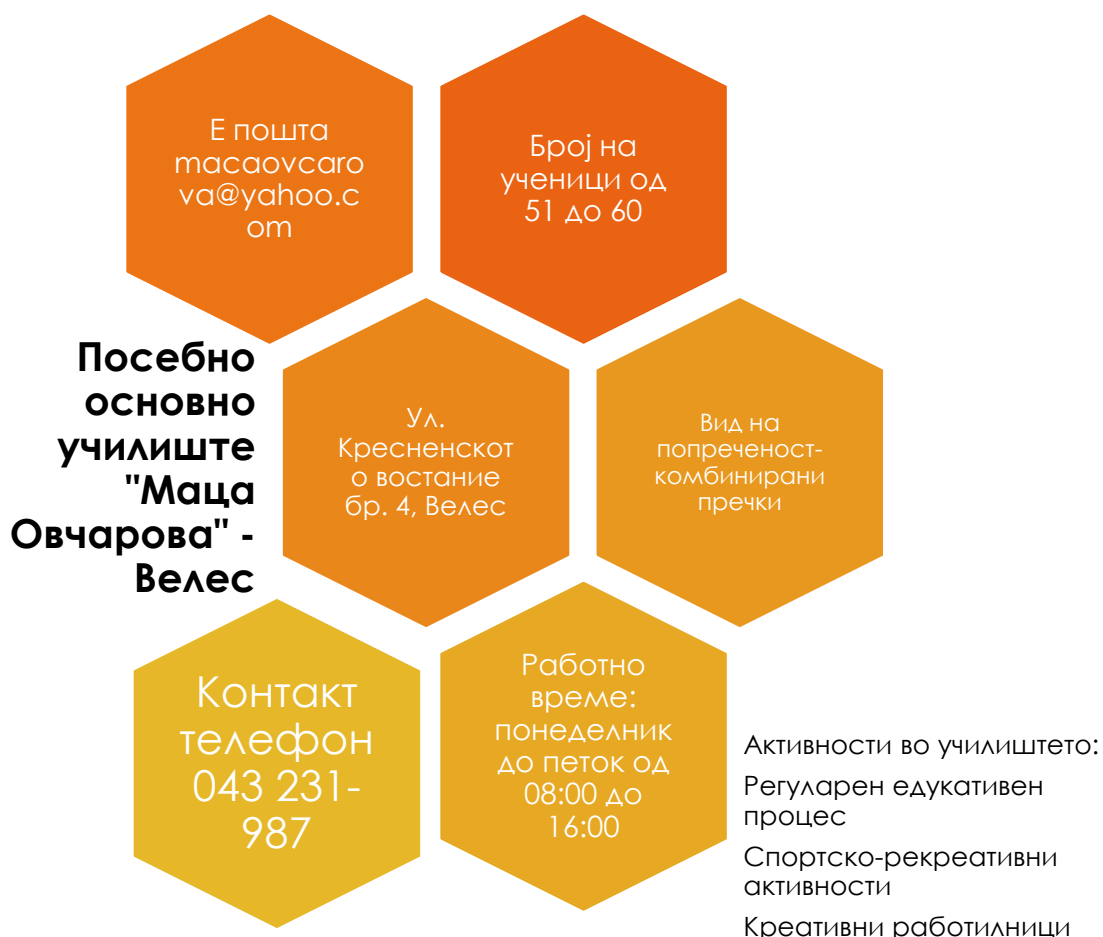 Е пошта
macaovcaro
va@yahoo.c
om
Број на
ученици од
51 до 60
Посебно
основно
училиште
"Маца
Овчарова" -
Велес
Ул.
Кресненскот
о востание
бр. 4, Велес
Вид на
попреченост-
комбинирани
пречки
Контакт
телефон
043 231-
987
Работно
време:
понеделник
до петок од
08:00 до
16:00
Активности во училиштето:
Регуларен едукативен
процес
Спортско-рекреативни
активности
Креативни работилници